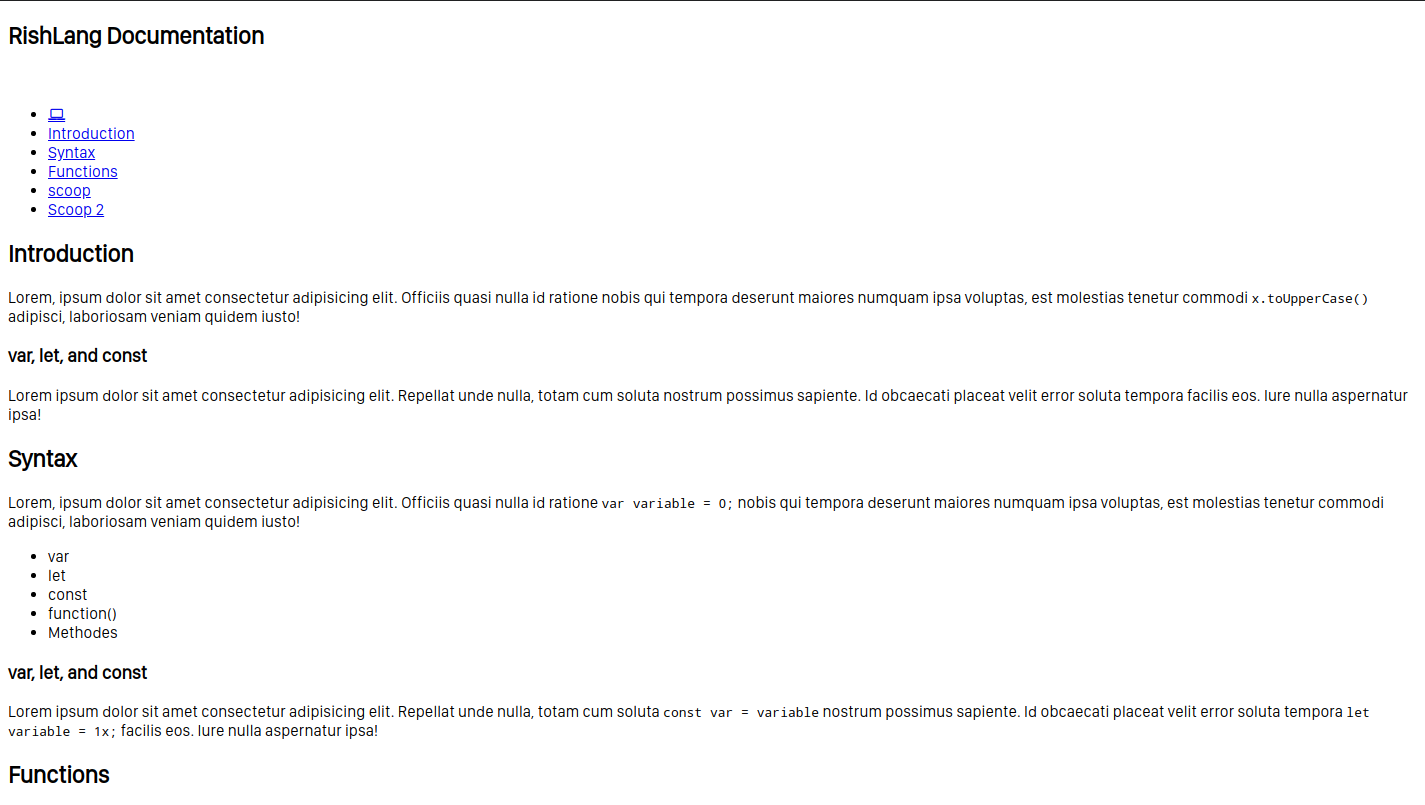 RishLang Documentation
💻
Introduction
Syntax
Functions
scoop
Scoop 2
Introduction
Lorem, ipsum dolor sit amet consectetur adipisicing elit. Officiis quasi nulla id ratione nobis qui tempora deserunt maiores numquam ipsa voluptas, est molestias tenetur commodi x.toUpperCase()
adipisci, laboriosam veniam quidem iusto!
var, let, and const
Lorem ipsum dolor sit amet consectetur adipisicing elit. Repellat unde nulla, totam cum soluta nostrum possimus sapiente. Id obcaecati placeat velit error soluta tempora facilis eos. Iure nulla aspernatur
ipsa!
Syntax
Lorem, ipsum dolor sit amet consectetur adipisicing elit. Officiis quasi nulla id ratione var variable = 0; nobis qui tempora deserunt maiores numquam ipsa voluptas, est molestias tenetur commodi
adipisci, laboriosam veniam quidem iusto!
var
let
const
function()
Methodes
var, let, and const
Lorem ipsum dolor sit amet consectetur adipisicing elit. Repellat unde nulla, totam cum soluta const var = variable nostrum possimus sapiente. Id obcaecati placeat velit error soluta tempora let
variable = 1x; facilis eos. Iure nulla aspernatur ipsa!
Functions